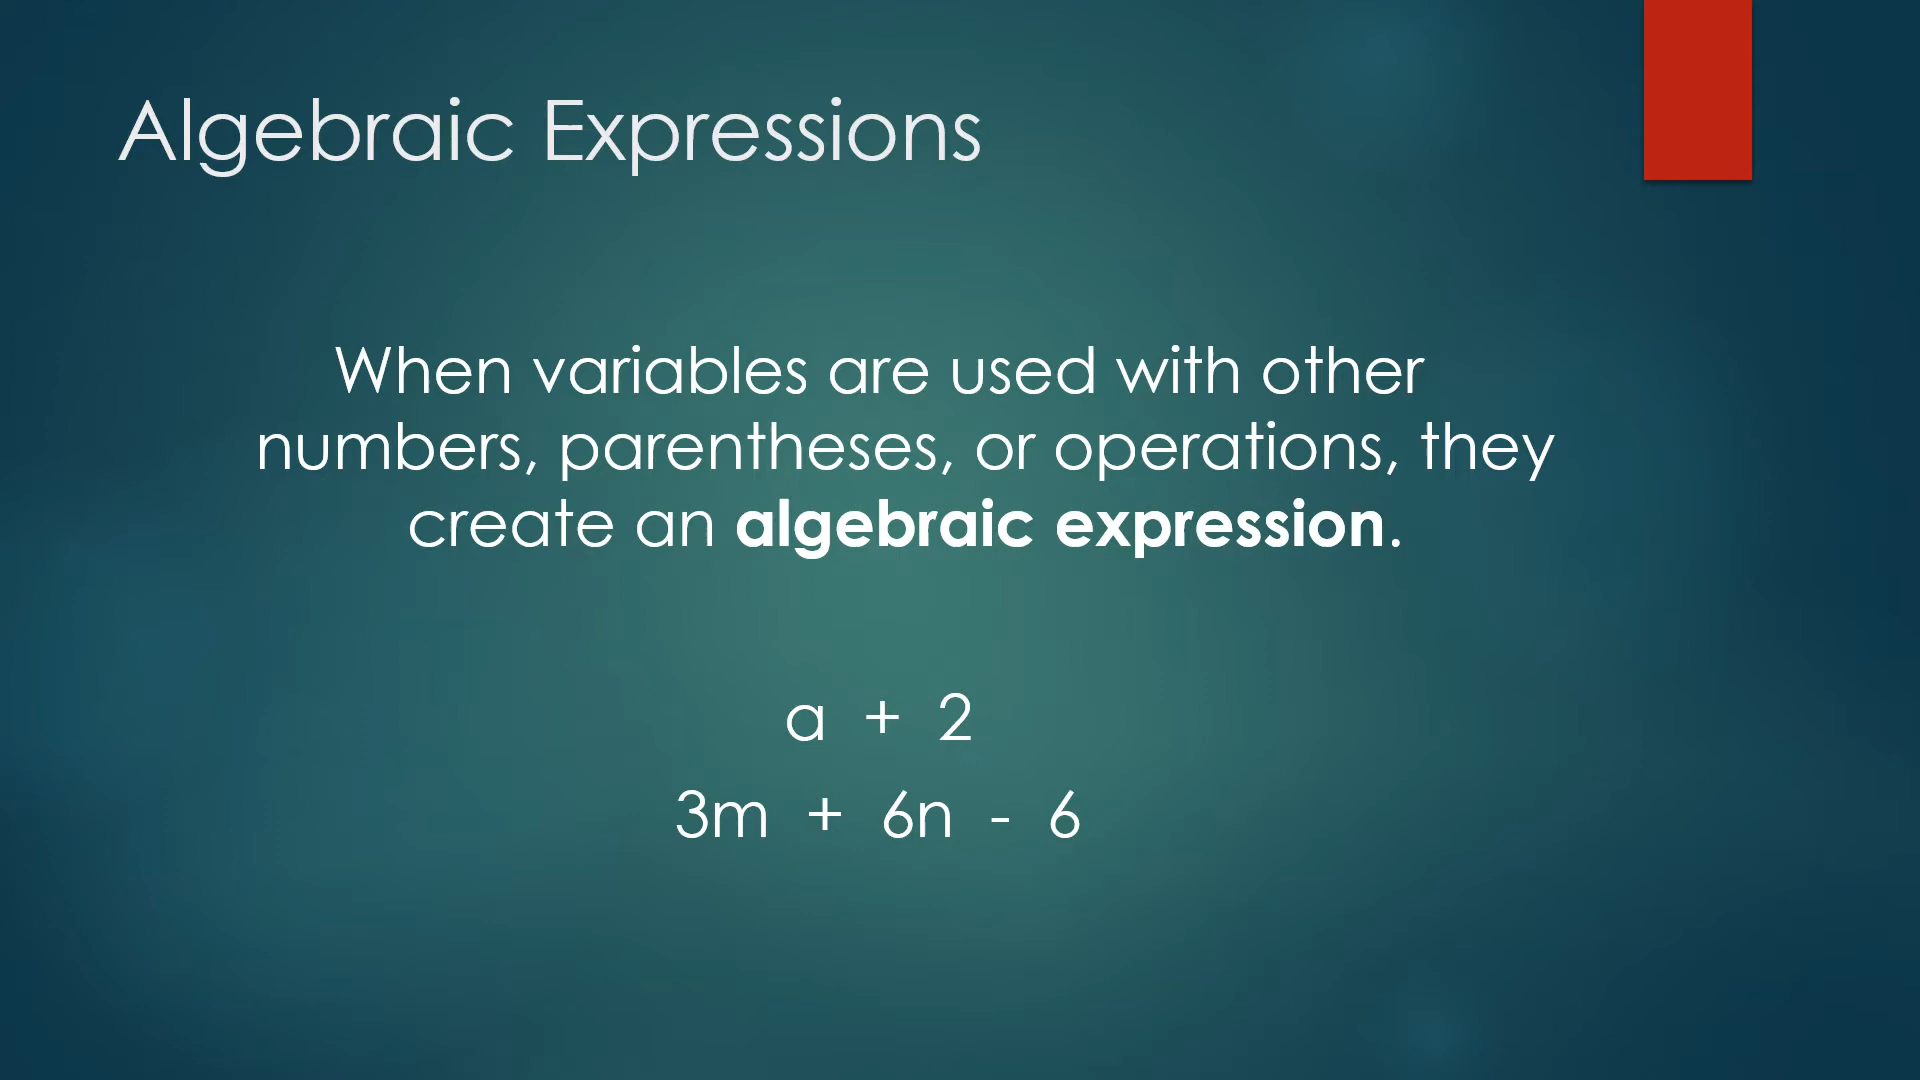 Algebraic Expressions
When variables are used with other
numbers, parentheses, or operations, they
create an algebraic expression.
a + 2
3m + 6n - 6